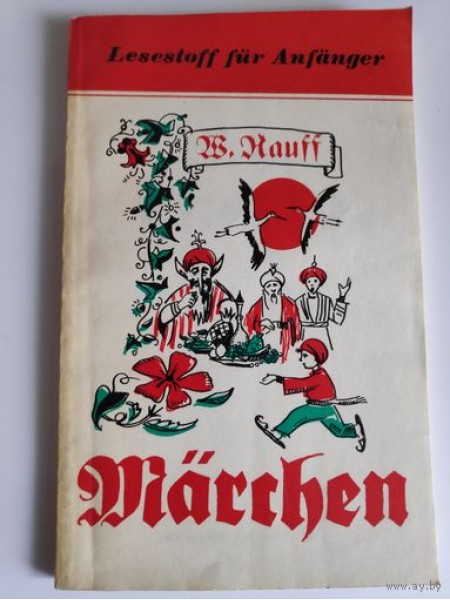 Lesestoff für Anfänger
W. Hauff
Märchen
www.ay.by